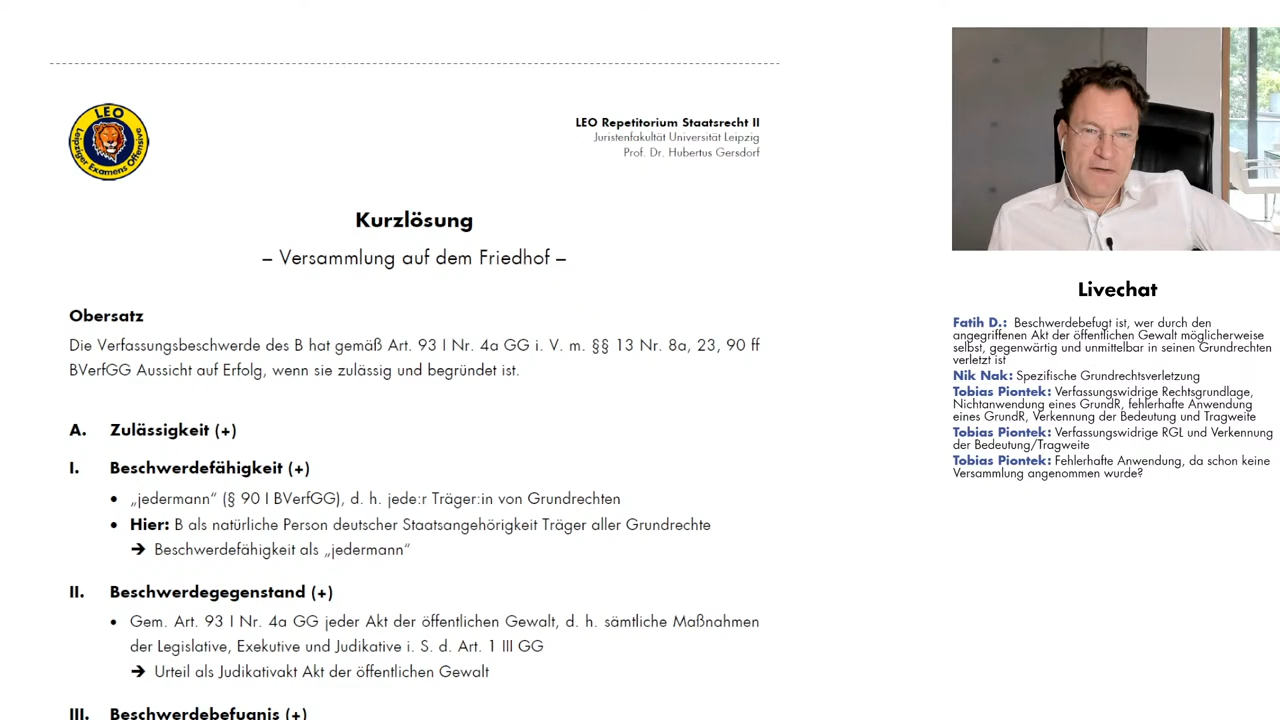 LEO
Leipziger Examens Offensive
LEO Repetitorium Staatsrecht II
Juristenfakultät Universität Leipzig
Prof. Dr. Hubertus Gersdorf
Kurzlösung
– Versammlung auf dem Friedhof –
Obersatz
Die Verfassungsbeschwerde des B hat gemäß Art. 93 I Nr. 4a GG i. V. m. §§ 13 Nr. 8a, 23, 90 ff
BVerfGG Aussicht auf Erfolg, wenn sie zulässig und begründet ist.
A. Zulässigkeit (+)
I. Beschwerdefähigkeit (+)
• „jedermann“ (§ 90 I BVerfGG), d. h. jede:r Träger:in von Grundrechten
• Hier: B als natürliche Person deutscher Staatsangehörigkeit Träger aller Grundrechte
➔ Beschwerdefähigkeit als „jedermann“
II. Beschwerdegegenstand (+)
• Gem. Art. 93 I Nr. 4a GG jeder Akt der öffentlichen Gewalt, d. h. sämtliche Maßnahmen
der Legislative, Exekutive und Judikative i. S. d. Art. 1 III GG
➔ Urteil als Judikativakt Akt der öffentlichen Gewalt
III. Beschwerdebefugnis (+)
Livechat
Fatih D.: Beschwerdebefugt ist, wer durch den
angegriffenen Akt der öffentlichen Gewalt möglicherweise
selbst, gegenwärtig und unmittelbar in seinen Grundrechten
verletzt ist
Nik Nak: Spezifische Grundrechtsverletzung
Tobias Piontek: Verfassungswidrige Rechtsgrundlage,
Nichtanwendung eines GrundR, fehlerhafte Anwendung
eines GrundR, Verkennung der Bedeutung und Tragweite
Tobias Piontek: Verfassungswidrige RGL und Verkennung
der Bedeutung/Tragweite
Tobias Piontek: Fehlerhafte Anwendung, da schon keine
Versammlung angenommen wurde?